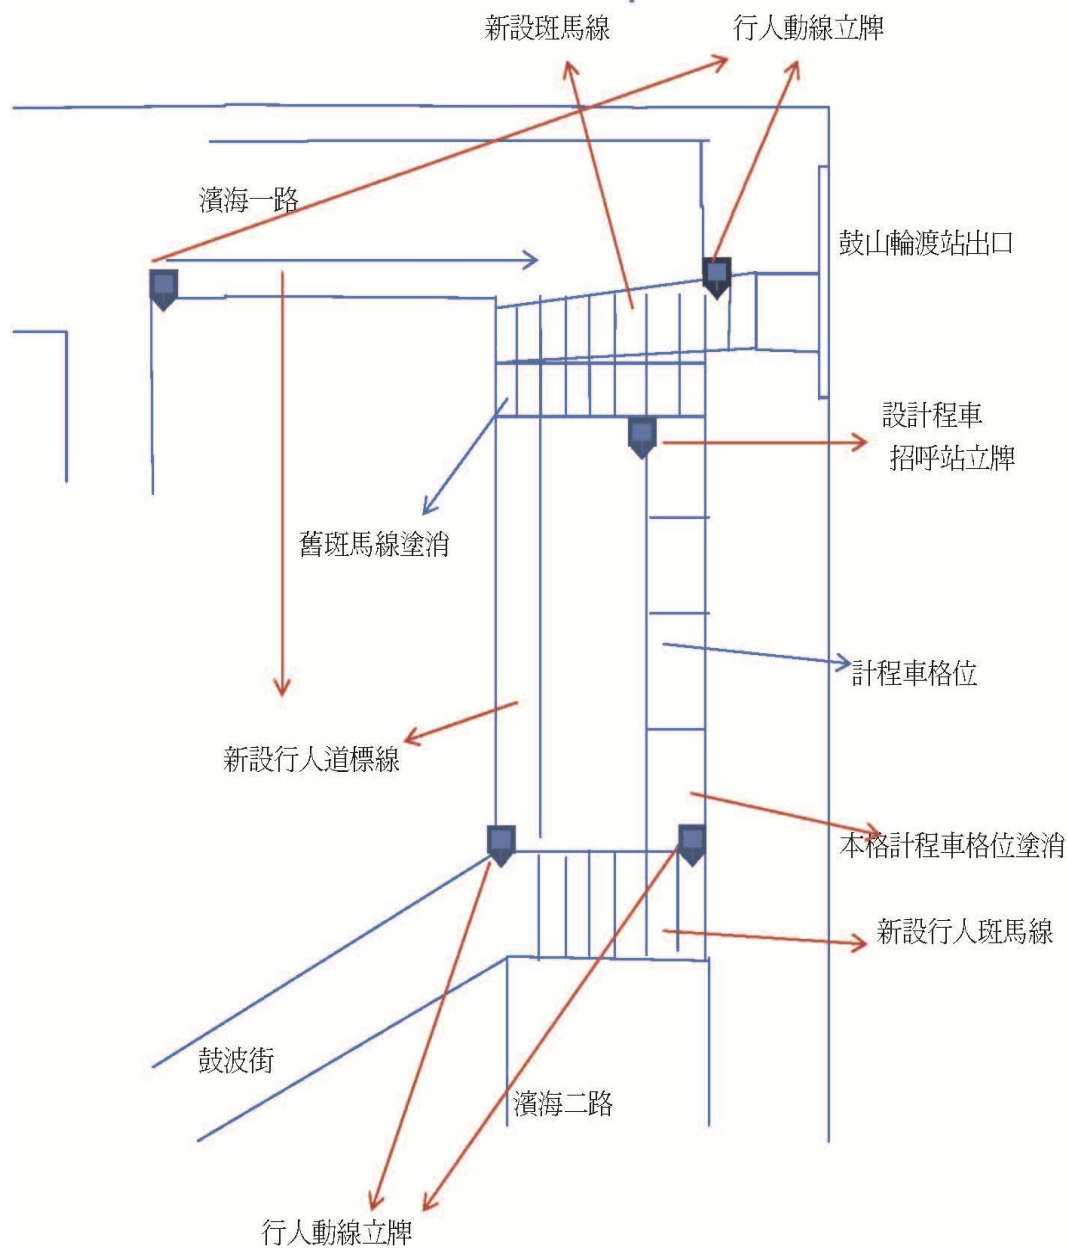 新設斑馬線
行人動線立牌
濱海一路
鼓山輪渡站出口
設計程車
招呼站立牌
舊斑馬線塗消
計程車格位
新設行人道標線
本格計程車格位塗消
新設行人斑馬線
鼓波街
濱海二路
行人動線立牌